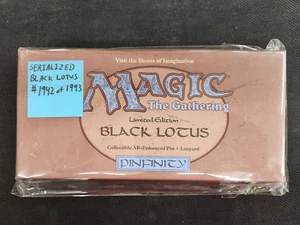 SERIALIZED
BLACK LOTUS
#1942 of 1993
Visit the Shores of Imagination
MAGIC
The Gathering
Limited Edition
BLACK LOTUS
Collectible AR-Enhanced Pin + Lanyard
PINFINITY